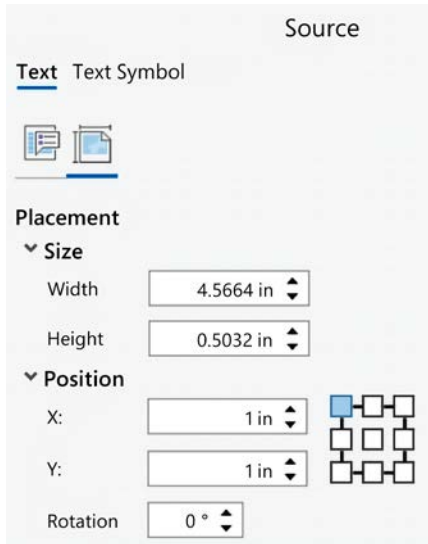 Source
Text Text Symbol
Placement
Size
Width 4.5664 in
Height 0.5032 in
Position
X: 1 in
Y: 1 in
Rotation 0 °